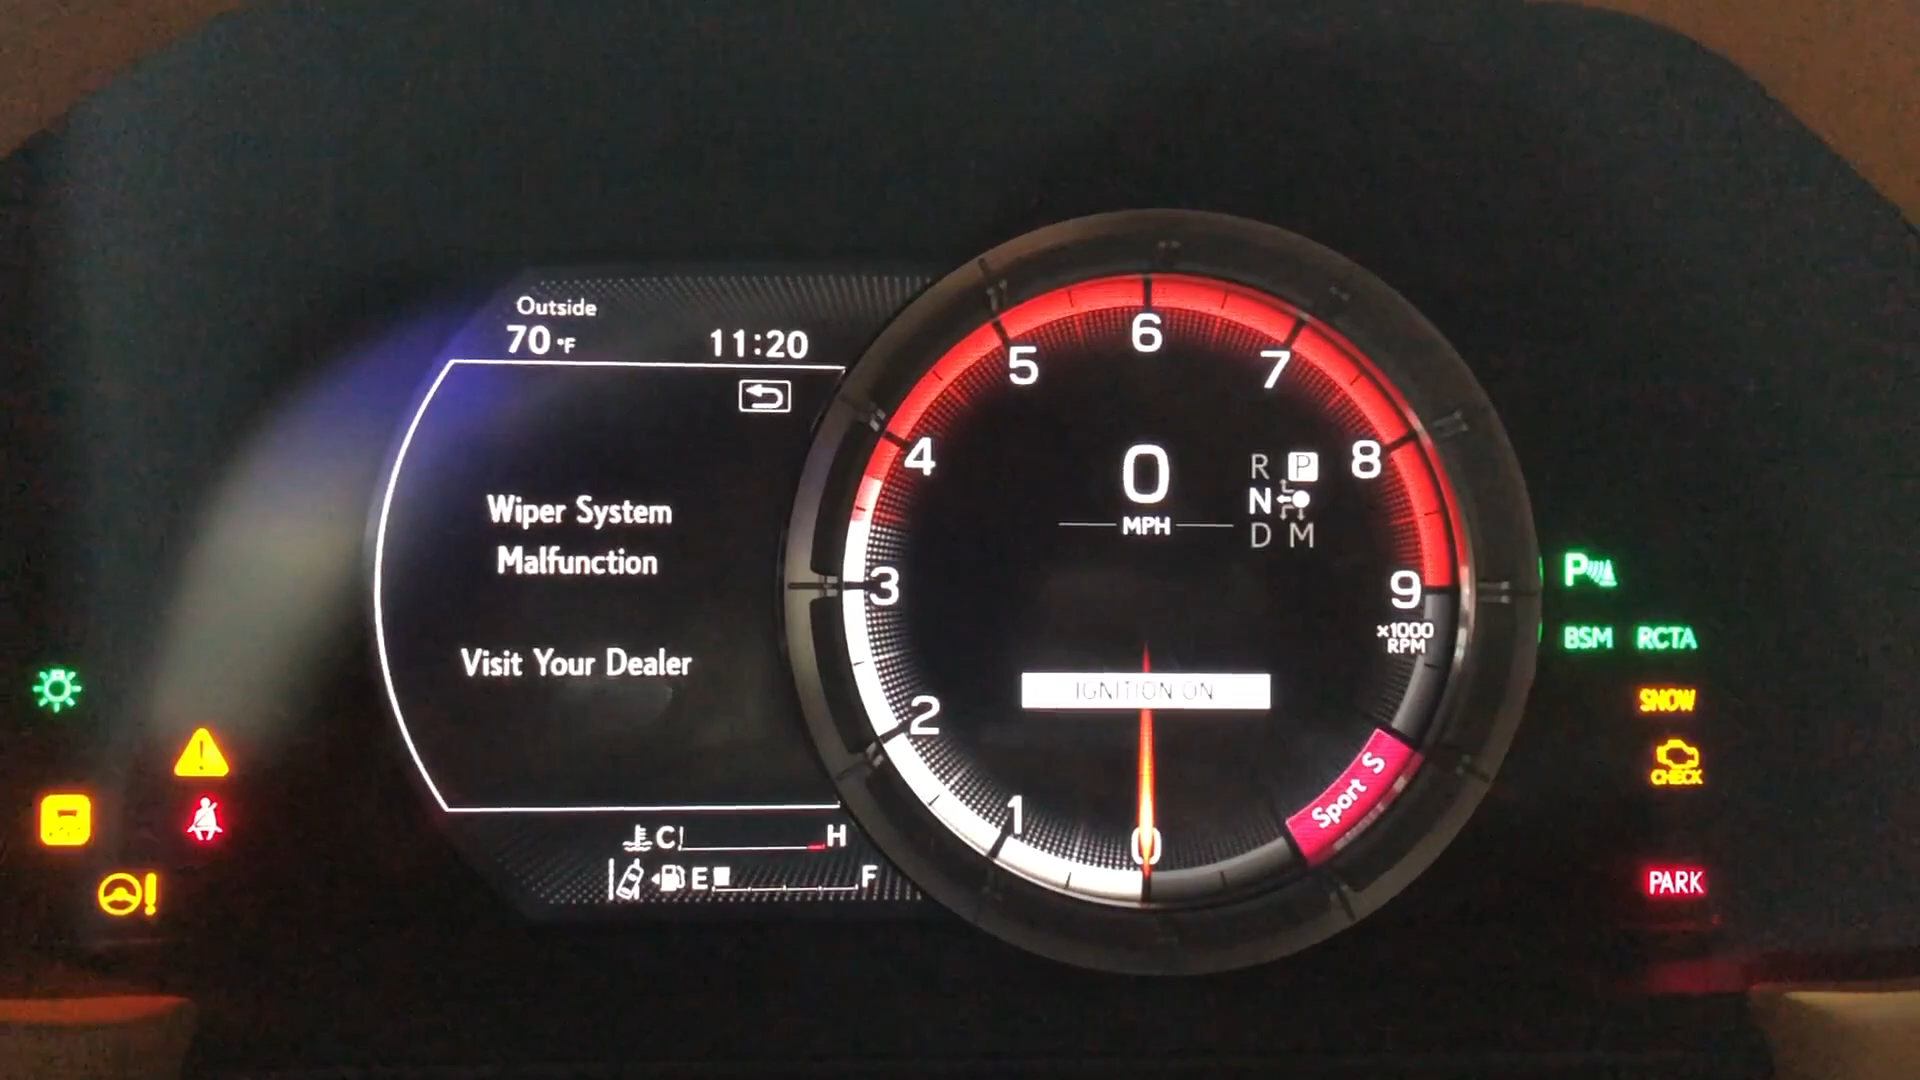 Outside
70 °F
11:20
Wiper System
Malfunction
Visit Your Dealer
C H
E F
0
1
2
3
4
5
6
7
8
9
x1000
RPM
0
MPH
R P
N
D M
IGNITION ON
Sport S
P
BSM RCTA
SNOW
CHECK
PARK